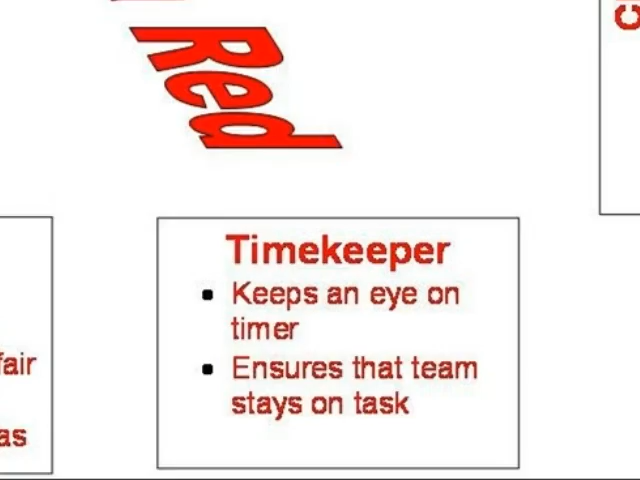 Red
Timekeeper
Keeps an eye on
timer
Ensures that team
stays on task
fair
as